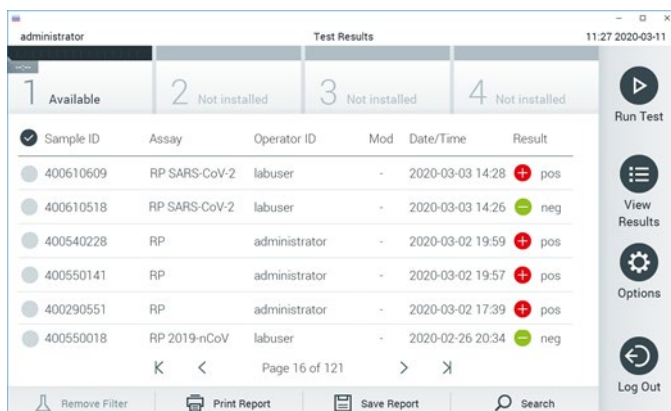 administrator Test Results 11:27 2020-03-11
1 Available 2 Not installed 3 Not installed 4 Not installed
Run Test
Sample ID Assay Operator ID Mod Date/Time Result
400610609 RP SARS-CoV-2 labuser - 2020-03-03 14:28 pos
400610518 RP SARS-CoV-2 labuser - 2020-03-03 14:26 neg
View
Results
400540228 RP administrator - 2020-03-02 19:59 pos
400550141 RP administrator - 2020-03-02 19:57 pos
Options
400290551 RP administrator - 2020-03-02 17:39 pos
400550018 RP 2019-nCoV labuser - 2020-02-26 20:34 neg
Page 16 of 121
Log Out
Remove Filter Print Report Save Report Search